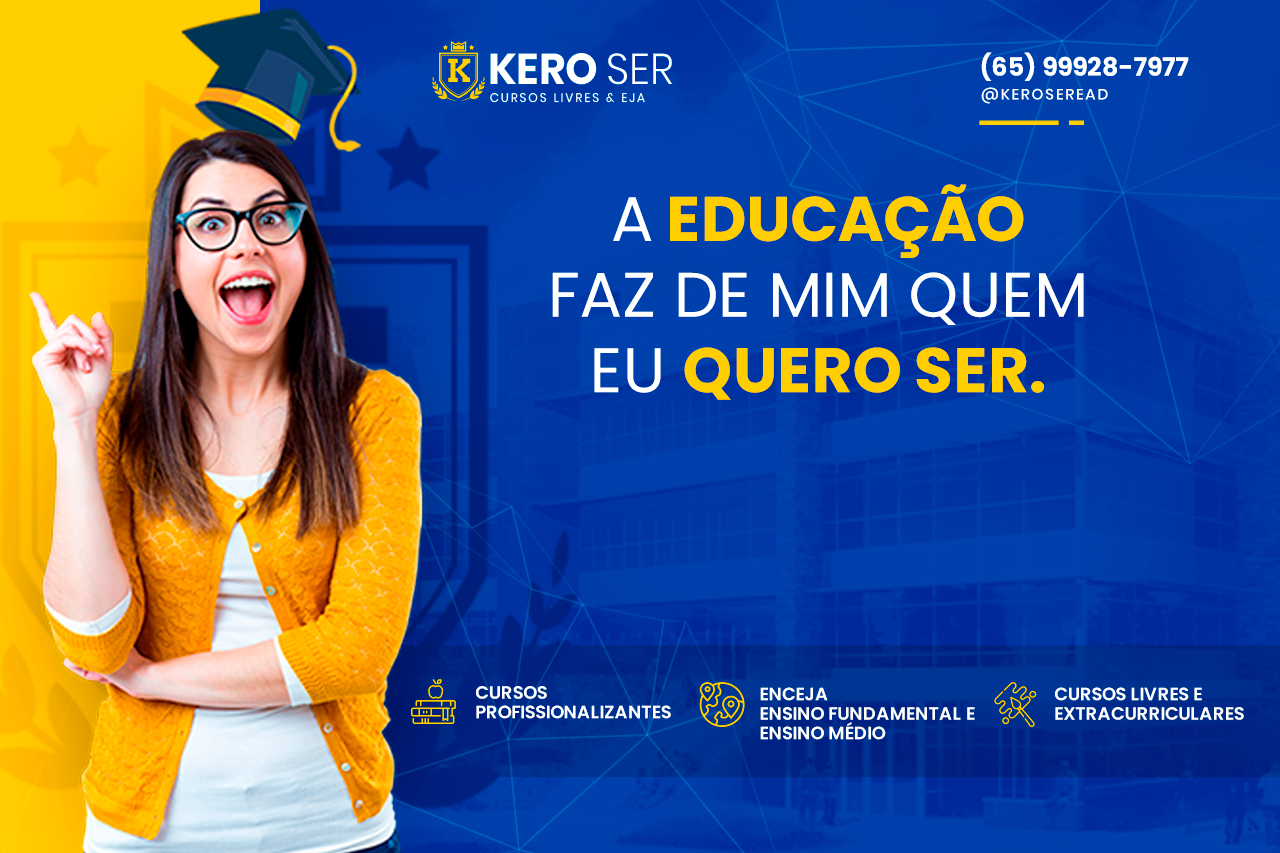 K
KERO SER
CURSOS LIVRES & EJA
(65) 99928-7977
@KEROSEREAD
A EDUCAÇÃO
FAZ DE MIM QUEM
EU QUERO SER.
CURSOS
PROFISSIONALIZANTES
ENCEJA
ENSINO FUNDAMENTAL E
ENSINO MÉDIO
CURSOS LIVRES E
EXTRACURRICULARES